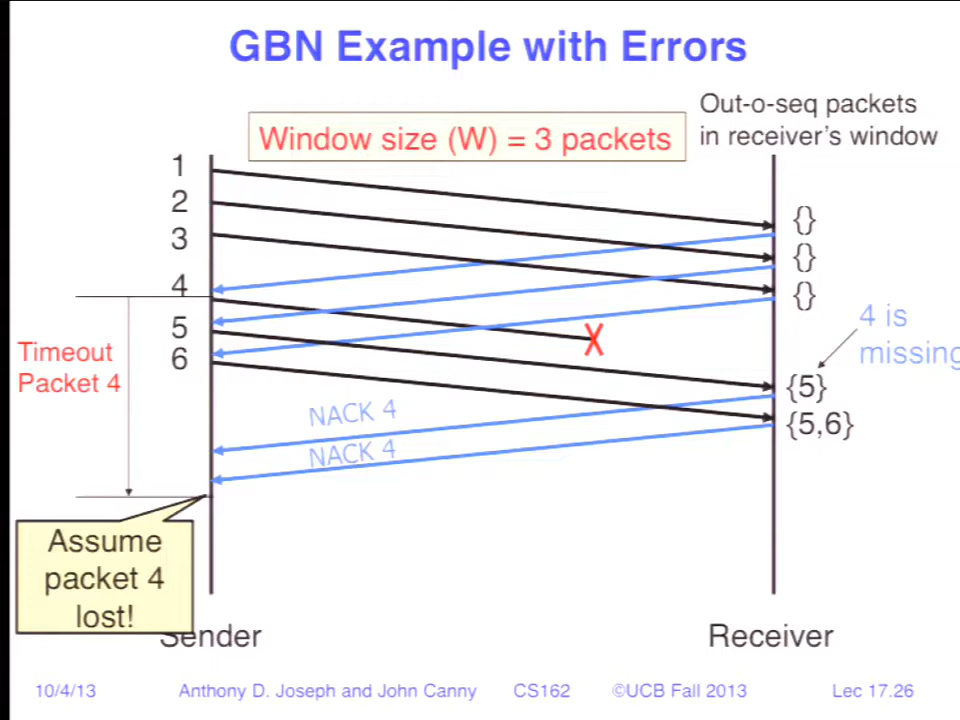 GBN Example with Errors
Out-o-seq packets
in receiver's window
Window size (W) = 3 packets
1
2
3
4
5
6
{}
{}
{}
4 is
missing
Timeout
Packet 4
{5}
{5,6}
NACK 4
NACK 4
Assume
packet 4
lost!
Sender
Receiver
10/4/13
Anthony D. Joseph and John Canny
CS162
©UCB Fall 2013
Lec 17.26